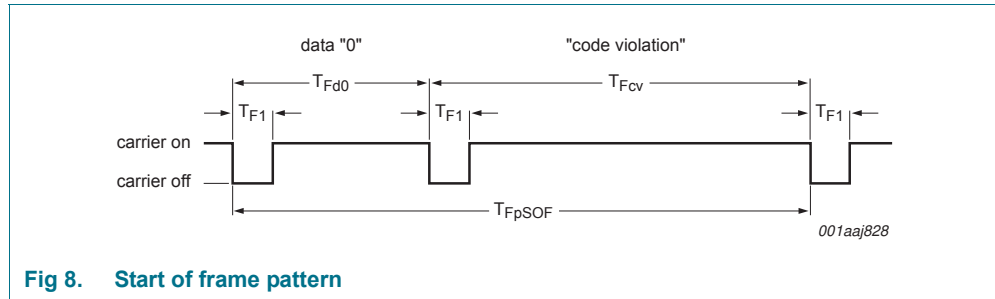 data "0" "code violation"
TFd0 TFcv
TF1 TF1 TF1
carrier on
carrier off
TFpSOF
001aaj828
Fig 8. Start of frame pattern